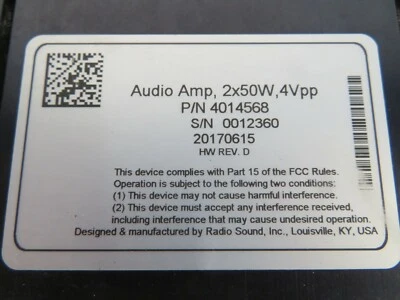 Audio Amp, 2x50W,4Vpp
P/N 4014568
S/N 0012360
20170615
HW REV. D
This device complies with Part 15 of the FCC Rules.
Operation is subject to the following two conditions:
(1) This device may not cause harmful interference.
(2) This device must accept any interference received,
including interference that may cause undesired operation.
Designed & manufactured by Radio Sound, Inc., Louisville, KY, USA